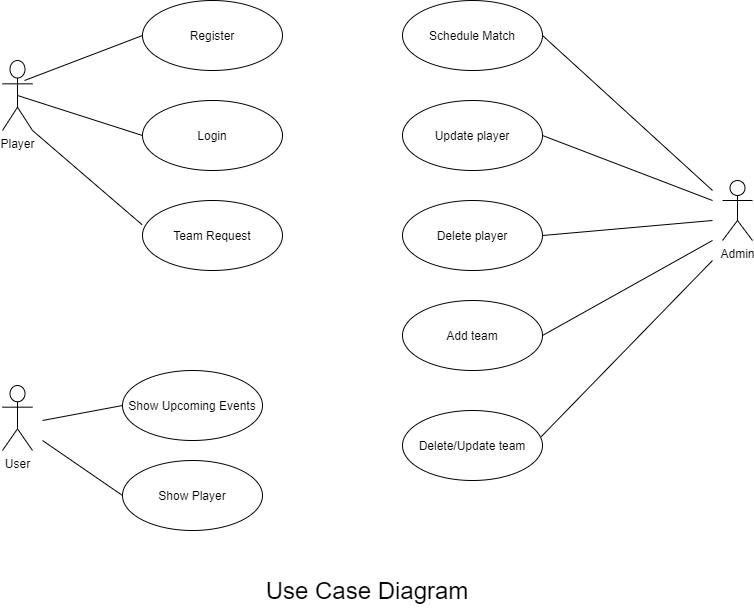 Register
Schedule Match
Player
Login
Update player
Team Request
Delete player
Admin
Add team
User
Show Upcoming Events
Show Player
Delete/Update team
Use Case Diagram